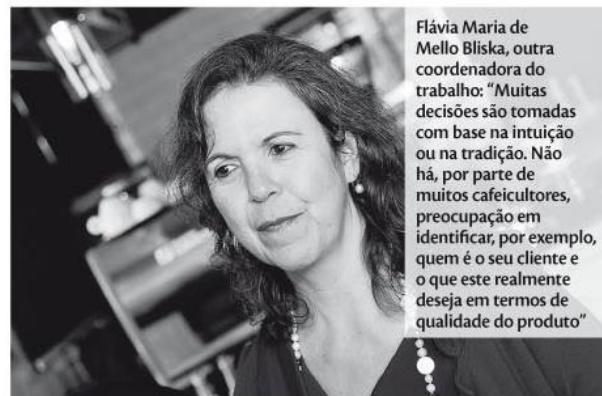 Flávia Maria de
Mello Bliska, outra
coordenadora do
trabalho: “Muitas
decisões são tomadas
com base na intuição
ou na tradição. Não
há, por parte de
muitos cafeicultores,
preocupação em
identificar, por exemplo,
quem é o seu cliente e
o que este realmente
deseja em termos de
qualidade do produto”